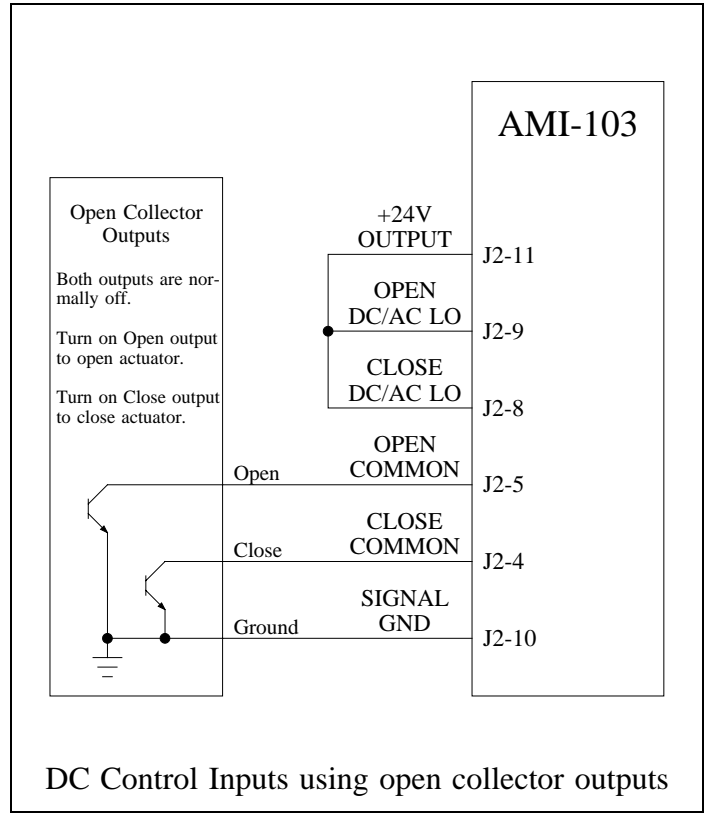 AMI-103
Open Collector
Outputs
Both outputs are nor-
mally off.
Turn on Open output
to open actuator.
Turn on Close output
to close actuator.
+24V
OUTPUT
J2-11
OPEN
DC/AC LO
J2-9
CLOSE
DC/AC LO
J2-8
OPEN
COMMON
Open
J2-5
CLOSE
COMMON
Close
J2-4
SIGNAL
GND
Ground
J2-10
DC Control Inputs using open collector outputs